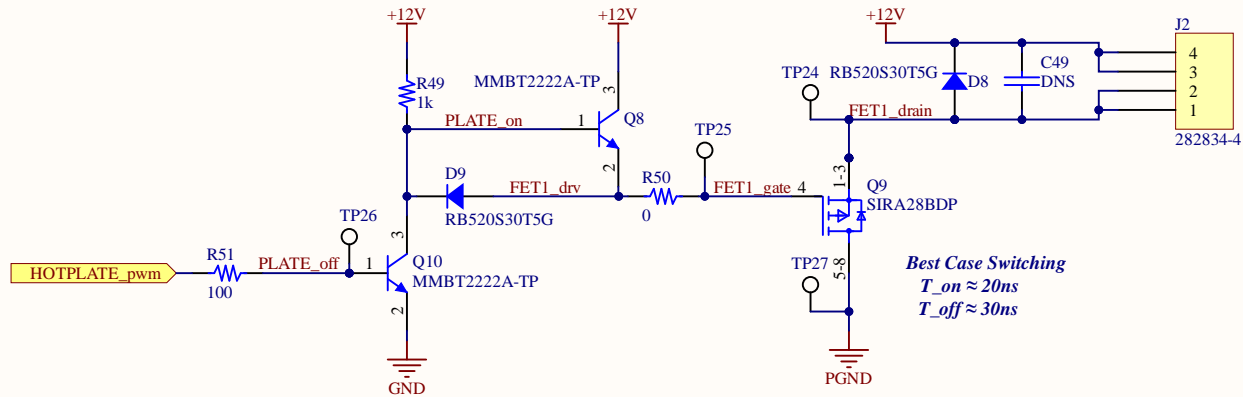 +12V
+12V
+12V
J2
R49
1k
MMBT2222A-TP
3
TP24
RB520S30T5G
D8
C49
DNS
4
3
2
1
PLATE_on
1
Q8
FET1_drain
282834-4
2
TP25
D9
FET1_drv
R50
FET1_gate
4
1-3
Q9
SIRA28BDP
RB520S30T5G
0
TP26
3
R51
PLATE_off
1
Q10
HOTPLATE_pwm
100
MMBT2222A-TP
TP27
5-8
Best Case Switching
T_on ≈ 20ns
T_off ≈ 30ns
2
GND
PGND